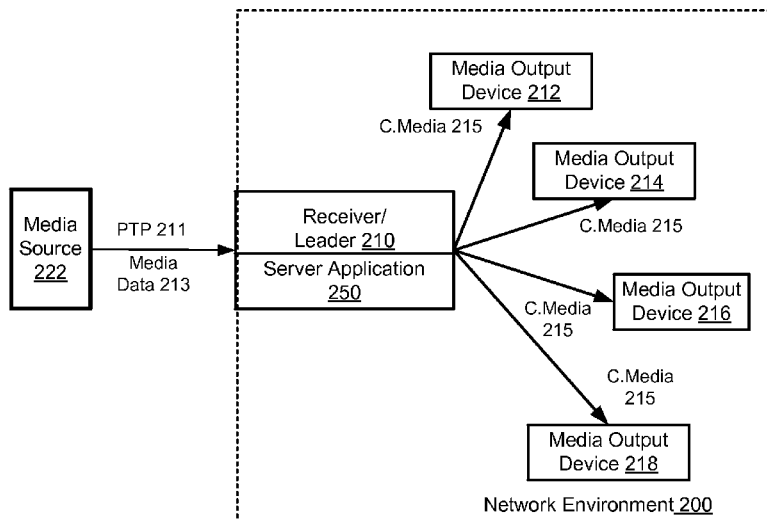 Media Output
Device 212
C.Media 215
Media Output
Device 214
C.Media 215
Media
Source
222
PTP 211
Media
Data 213
Receiver/
Leader 210
Server Application
250
Media Output
Device 216
C.Media
215
C.Media
215
Media Output
Device 218
Network Environment 200